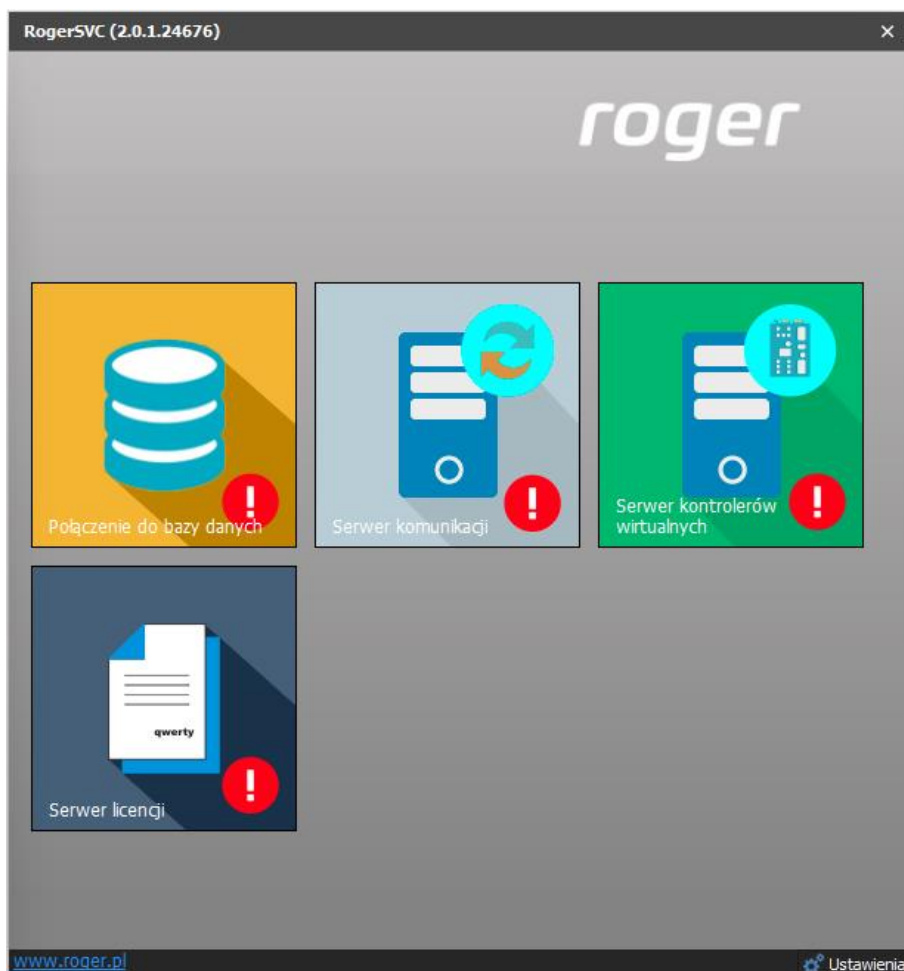 RogerSVC (2.0.1.24676)
roger
Połączenie do bazy danych
Serwer komunikacji
Serwer kontrolerów
wirtualnych
qwerty
Serwer licencji
www.roger.pl
Ustawienia